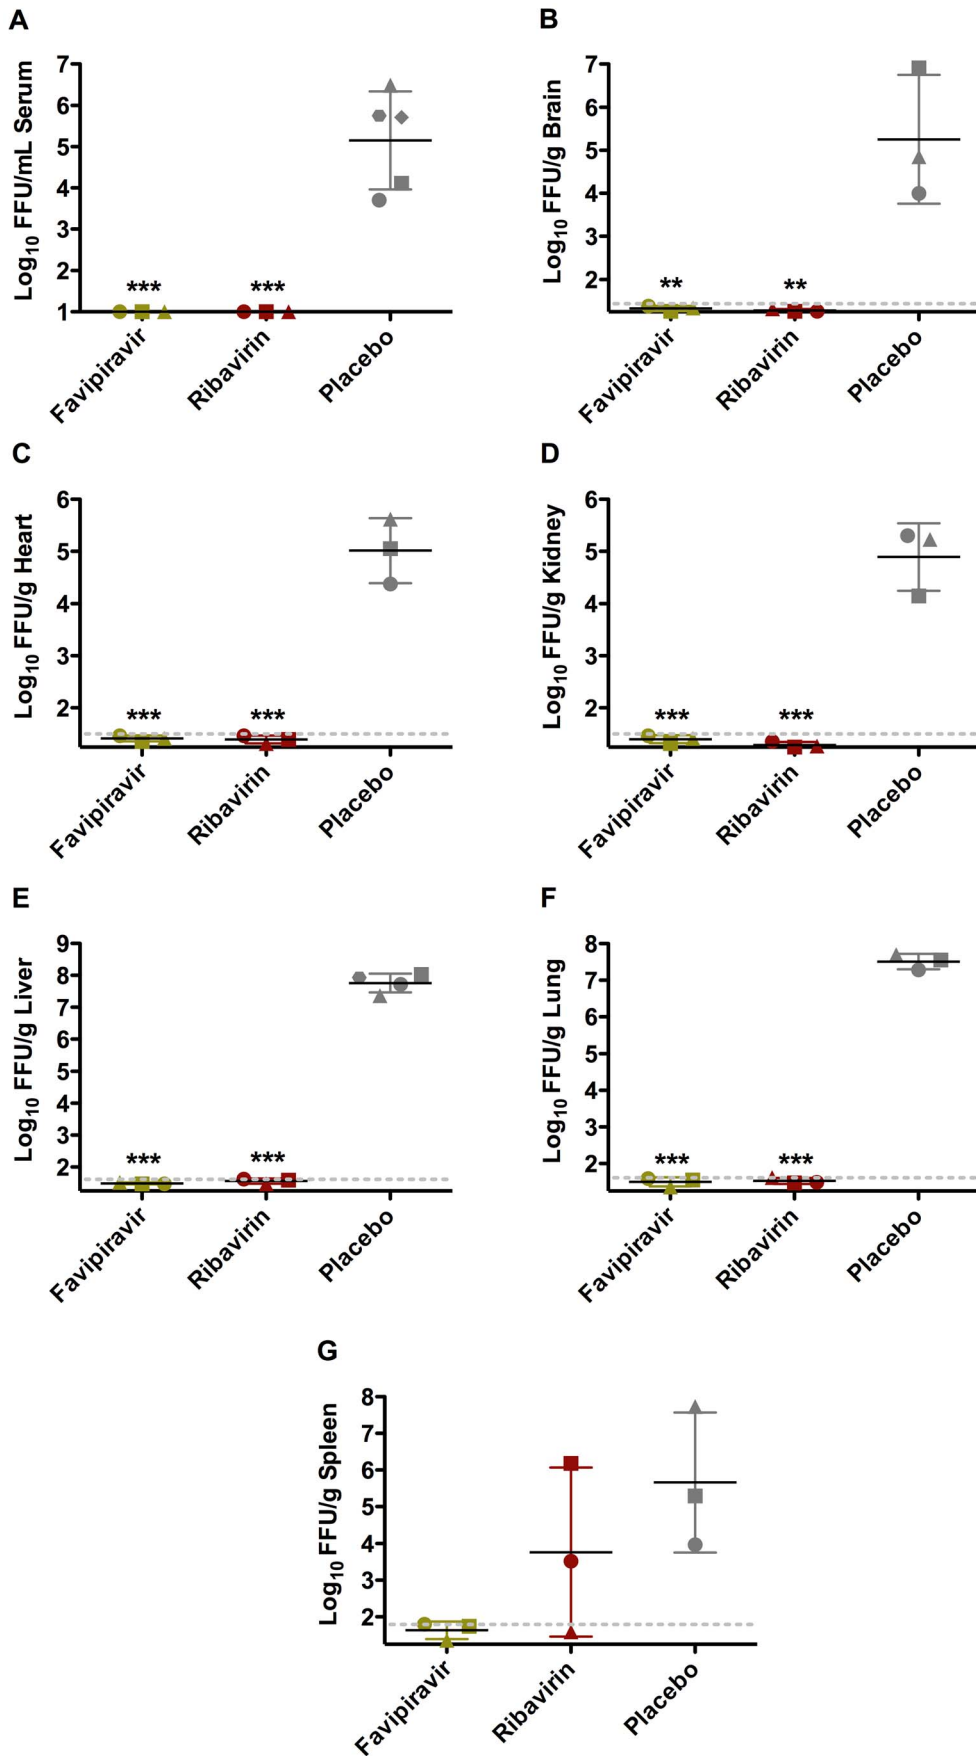 A
Log10 FFU/mL Serum
7
6
5
4
3
2
1
***
***
Favipiravir
Ribavirin
Placebo
B
Log10 FFU/g Brain
7
6
5
4
3
2
**
**
Favipiravir
Ribavirin
Placebo
C
Log10 FFU/g Heart
6
5
4
3
2
***
***
Favipiravir
Ribavirin
Placebo
D
Log10 FFU/g Kidney
6
5
4
3
2
***
***
Favipiravir
Ribavirin
Placebo
E
Log10 FFU/g Liver
9
8
7
6
5
4
3
2
***
***
Favipiravir
Ribavirin
Placebo
F
Log10 FFU/g Lung
8
7
6
5
4
3
2
***
***
Favipiravir
Ribavirin
Placebo
G
Log10 FFU/g Spleen
8
7
6
5
4
3
2
Favipiravir
Ribavirin
Placebo